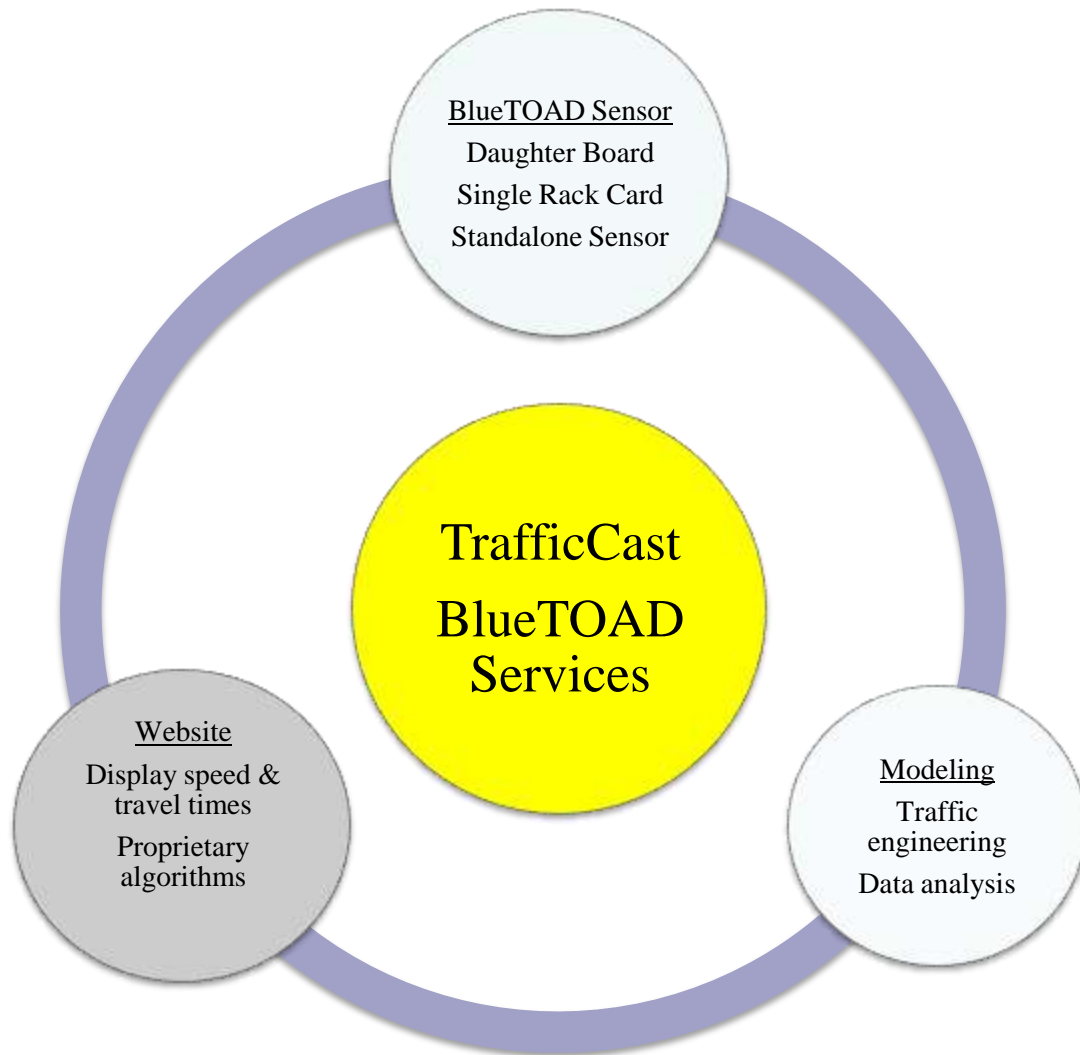 BlueTOAD Sensor
Daughter Board
Single Rack Card
Standalone Sensor
TrafficCast
BlueTOAD
Services
Website
Display speed &
travel times
Proprietary
algorithms
Modeling
Traffic
engineering
Data analysis